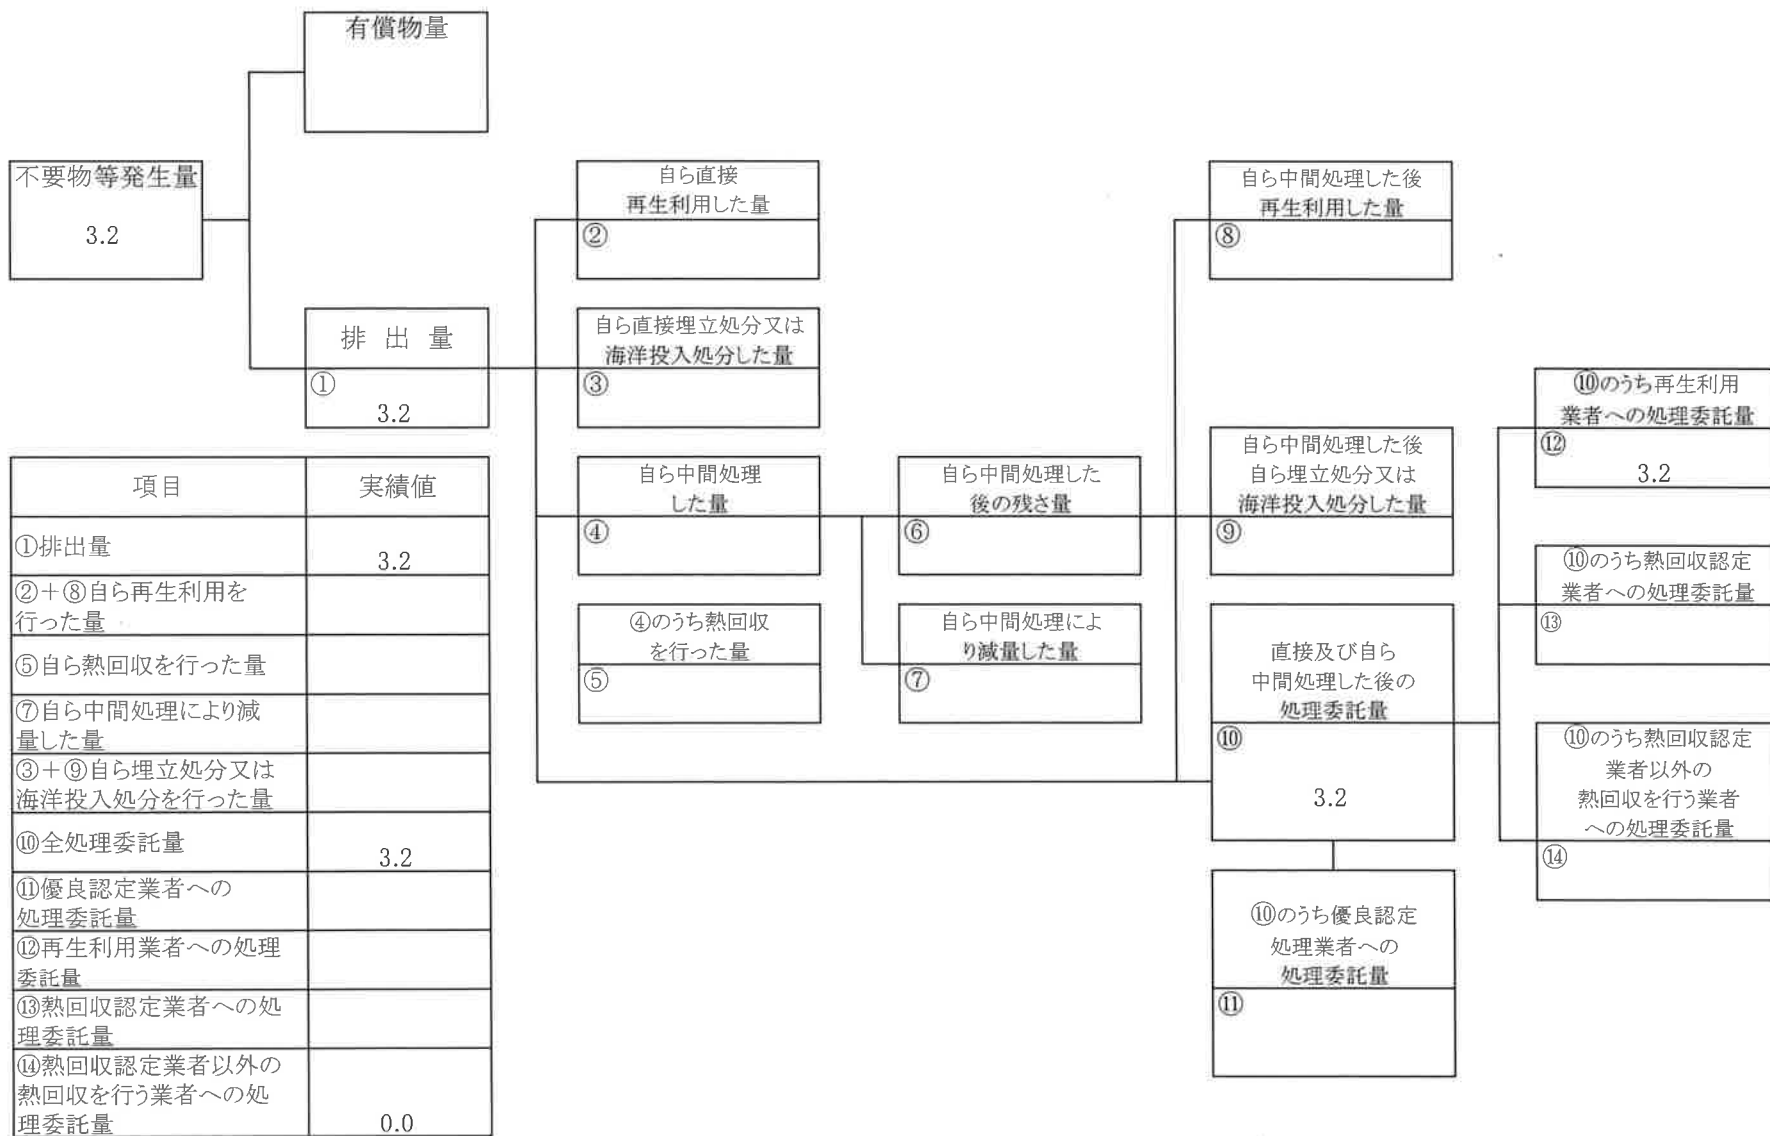 有償物量
不要物等発生量
3.2
排 出 量
①
3.2
自ら直接
再生利用した量
②
自ら直接埋立処分又は
海洋投入処分した量
③
自ら中間処理
した量
④
④のうち熱回収
を行った量
⑤
自ら中間処理した
後の残さ量
⑥
自ら中間処理によ
り減量した量
⑦
自ら中間処理した後
再生利用した量
⑧
自ら中間処理した後
自ら埋立処分又は
海洋投入処分した量
⑨
直接及び自ら
中間処理した後の
処理委託量
⑩
3.2
⑩のうち優良認定
処理業者への
処理委託量
⑪
⑩のうち再生利用
業者への処理委託量
⑫
3.2
⑩のうち熱回収認定
業者への処理委託量
⑬
⑩のうち熱回収認定
業者以外の
熱回収を行う業者
への処理委託量
⑭
項目 実績値
①排出量 3.2
②+⑧自ら再生利用を
行った量
⑤自ら熱回収を行った量
⑦自ら中間処理により減
量した量
③+⑨自ら埋立処分又は
海洋投入処分を行った量
⑩全処理委託量 3.2
⑪優良認定業者への
処理委託量
⑫再生利用業者への処理
委託量
⑬熱回収認定業者への処
理委託量
⑭熱回収認定業者以外の
熱回収を行う業者への処
理委託量 0.0